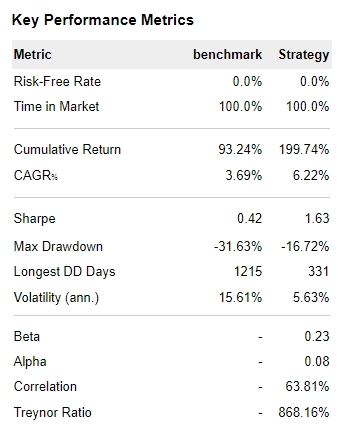 Key Performance Metrics
Metric benchmark Strategy
Risk-Free Rate 0.0% 0.0%
Time in Market 100.0% 100.0%
Cumulative Return 93.24% 199.74%
CAGR% 3.69% 6.22%
Sharpe 0.42 1.63
Max Drawdown -31.63% -16.72%
Longest DD Days 1215 331
Volatility (ann.) 15.61% 5.63%
Beta - 0.23
Alpha - 0.08
Correlation - 63.81%
Treynor Ratio - 868.16%